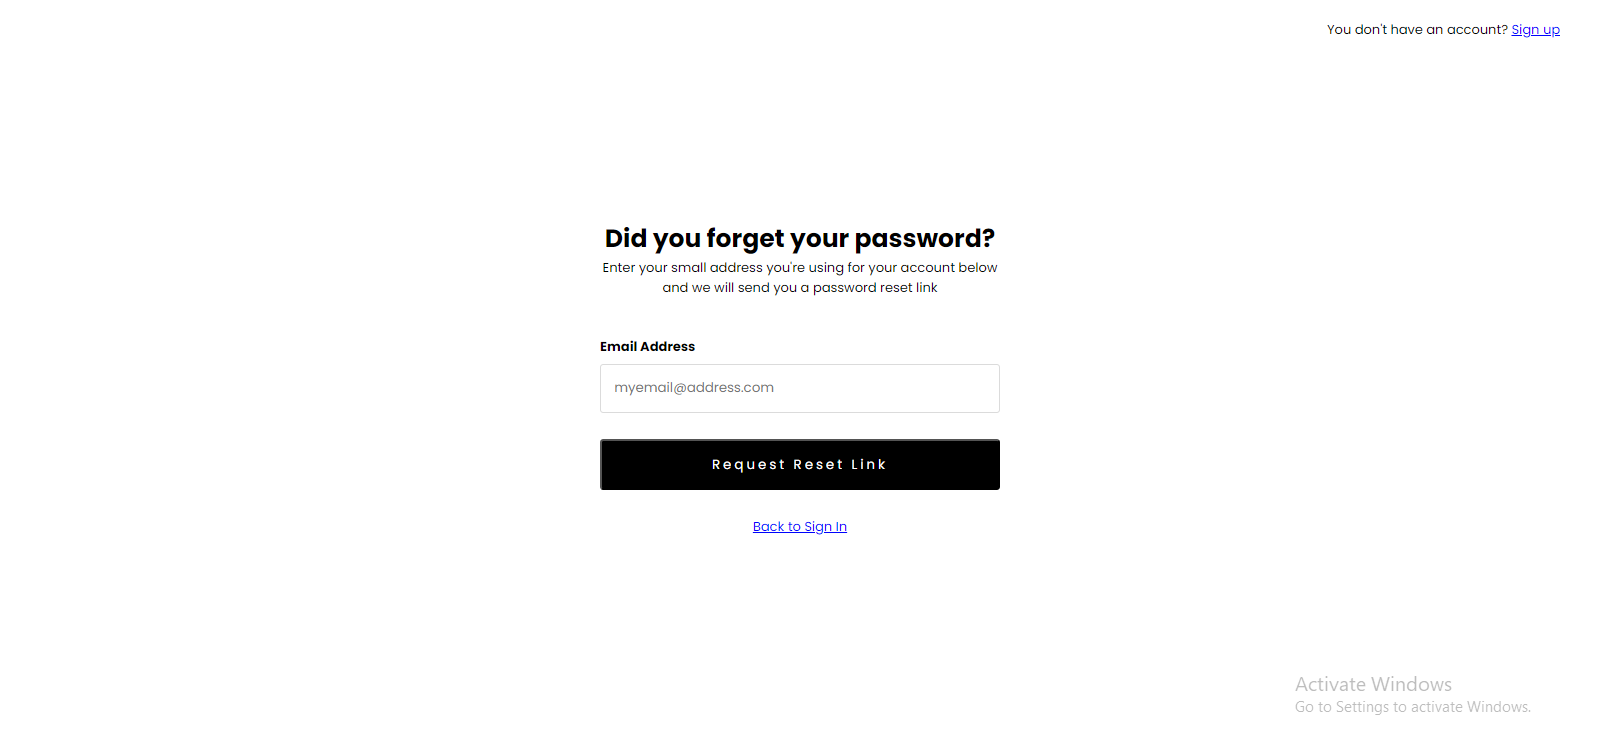 You don't have an account? Sign up
Did you forget your password?
Enter your small address you're using for your account below
and we will send you a password reset link
Email Address
myemail@address.com
Request Reset Link
Back to Sign In
Activate Windows
Go to Settings to activate Windows.